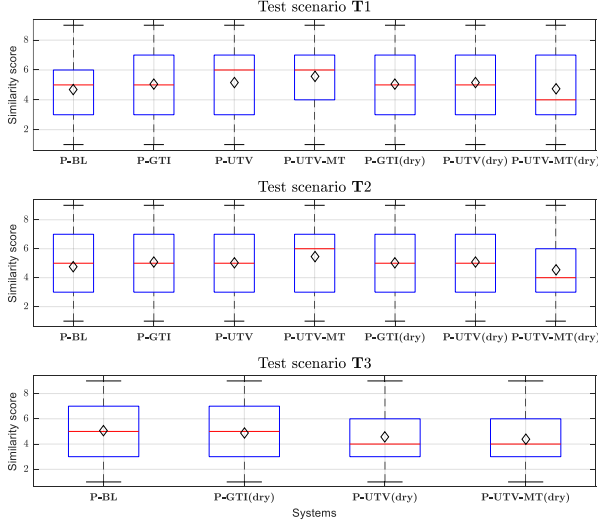 Test scenario T1
Similarity score
8
6
4
2
P-BL P-GTI P-UTV P-UTV-MT P-GTI(dry) P-UTV(dry) P-UTV-MT(dry)
Test scenario T2
Similarity score
8
6
4
2
P-BL P-GTI P-UTV P-UTV-MT P-GTI(dry) P-UTV(dry) P-UTV-MT(dry)
Test scenario T3
Similarity score
8
6
4
2
P-BL P-GTI(dry) P-UTV(dry) P-UTV-MT(dry)
Systems